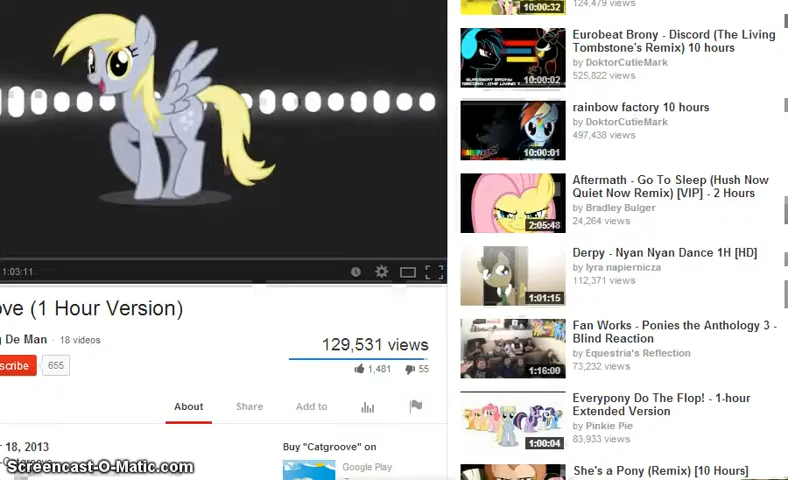 1:03:11
ove (1 Hour Version)
g De Man · 18 videos
scribe 655
129,531 views
1,481 55
About Share Add to
18, 2013
Buy "Catgroove" on
Google Play
Screencast-O-Matic.com
10:00:32
124,479 views
10:00:02
Eurobeat Brony - Discord (The Living
Tombstone's Remix) 10 hours
by DoktorCutieMark
525,822 views
10:00:01
rainbow factory 10 hours
by DoktorCutieMark
497,438 views
2:05:48
Aftermath - Go To Sleep (Hush Now
Quiet Now Remix) [VIP] - 2 Hours
by Bradley Bulger
24,264 views
1:01:15
Derpy - Nyan Nyan Dance 1H [HD]
by lyra napiernicza
112,371 views
1:16:00
Fan Works - Ponies the Anthology 3 -
Blind Reaction
by Equestria's Reflection
73,232 views
1:00:04
Everypony Do The Flop! - 1-hour
Extended Version
by Pinkie Pie
83,933 views
She's a Pony (Remix) [10 Hours]